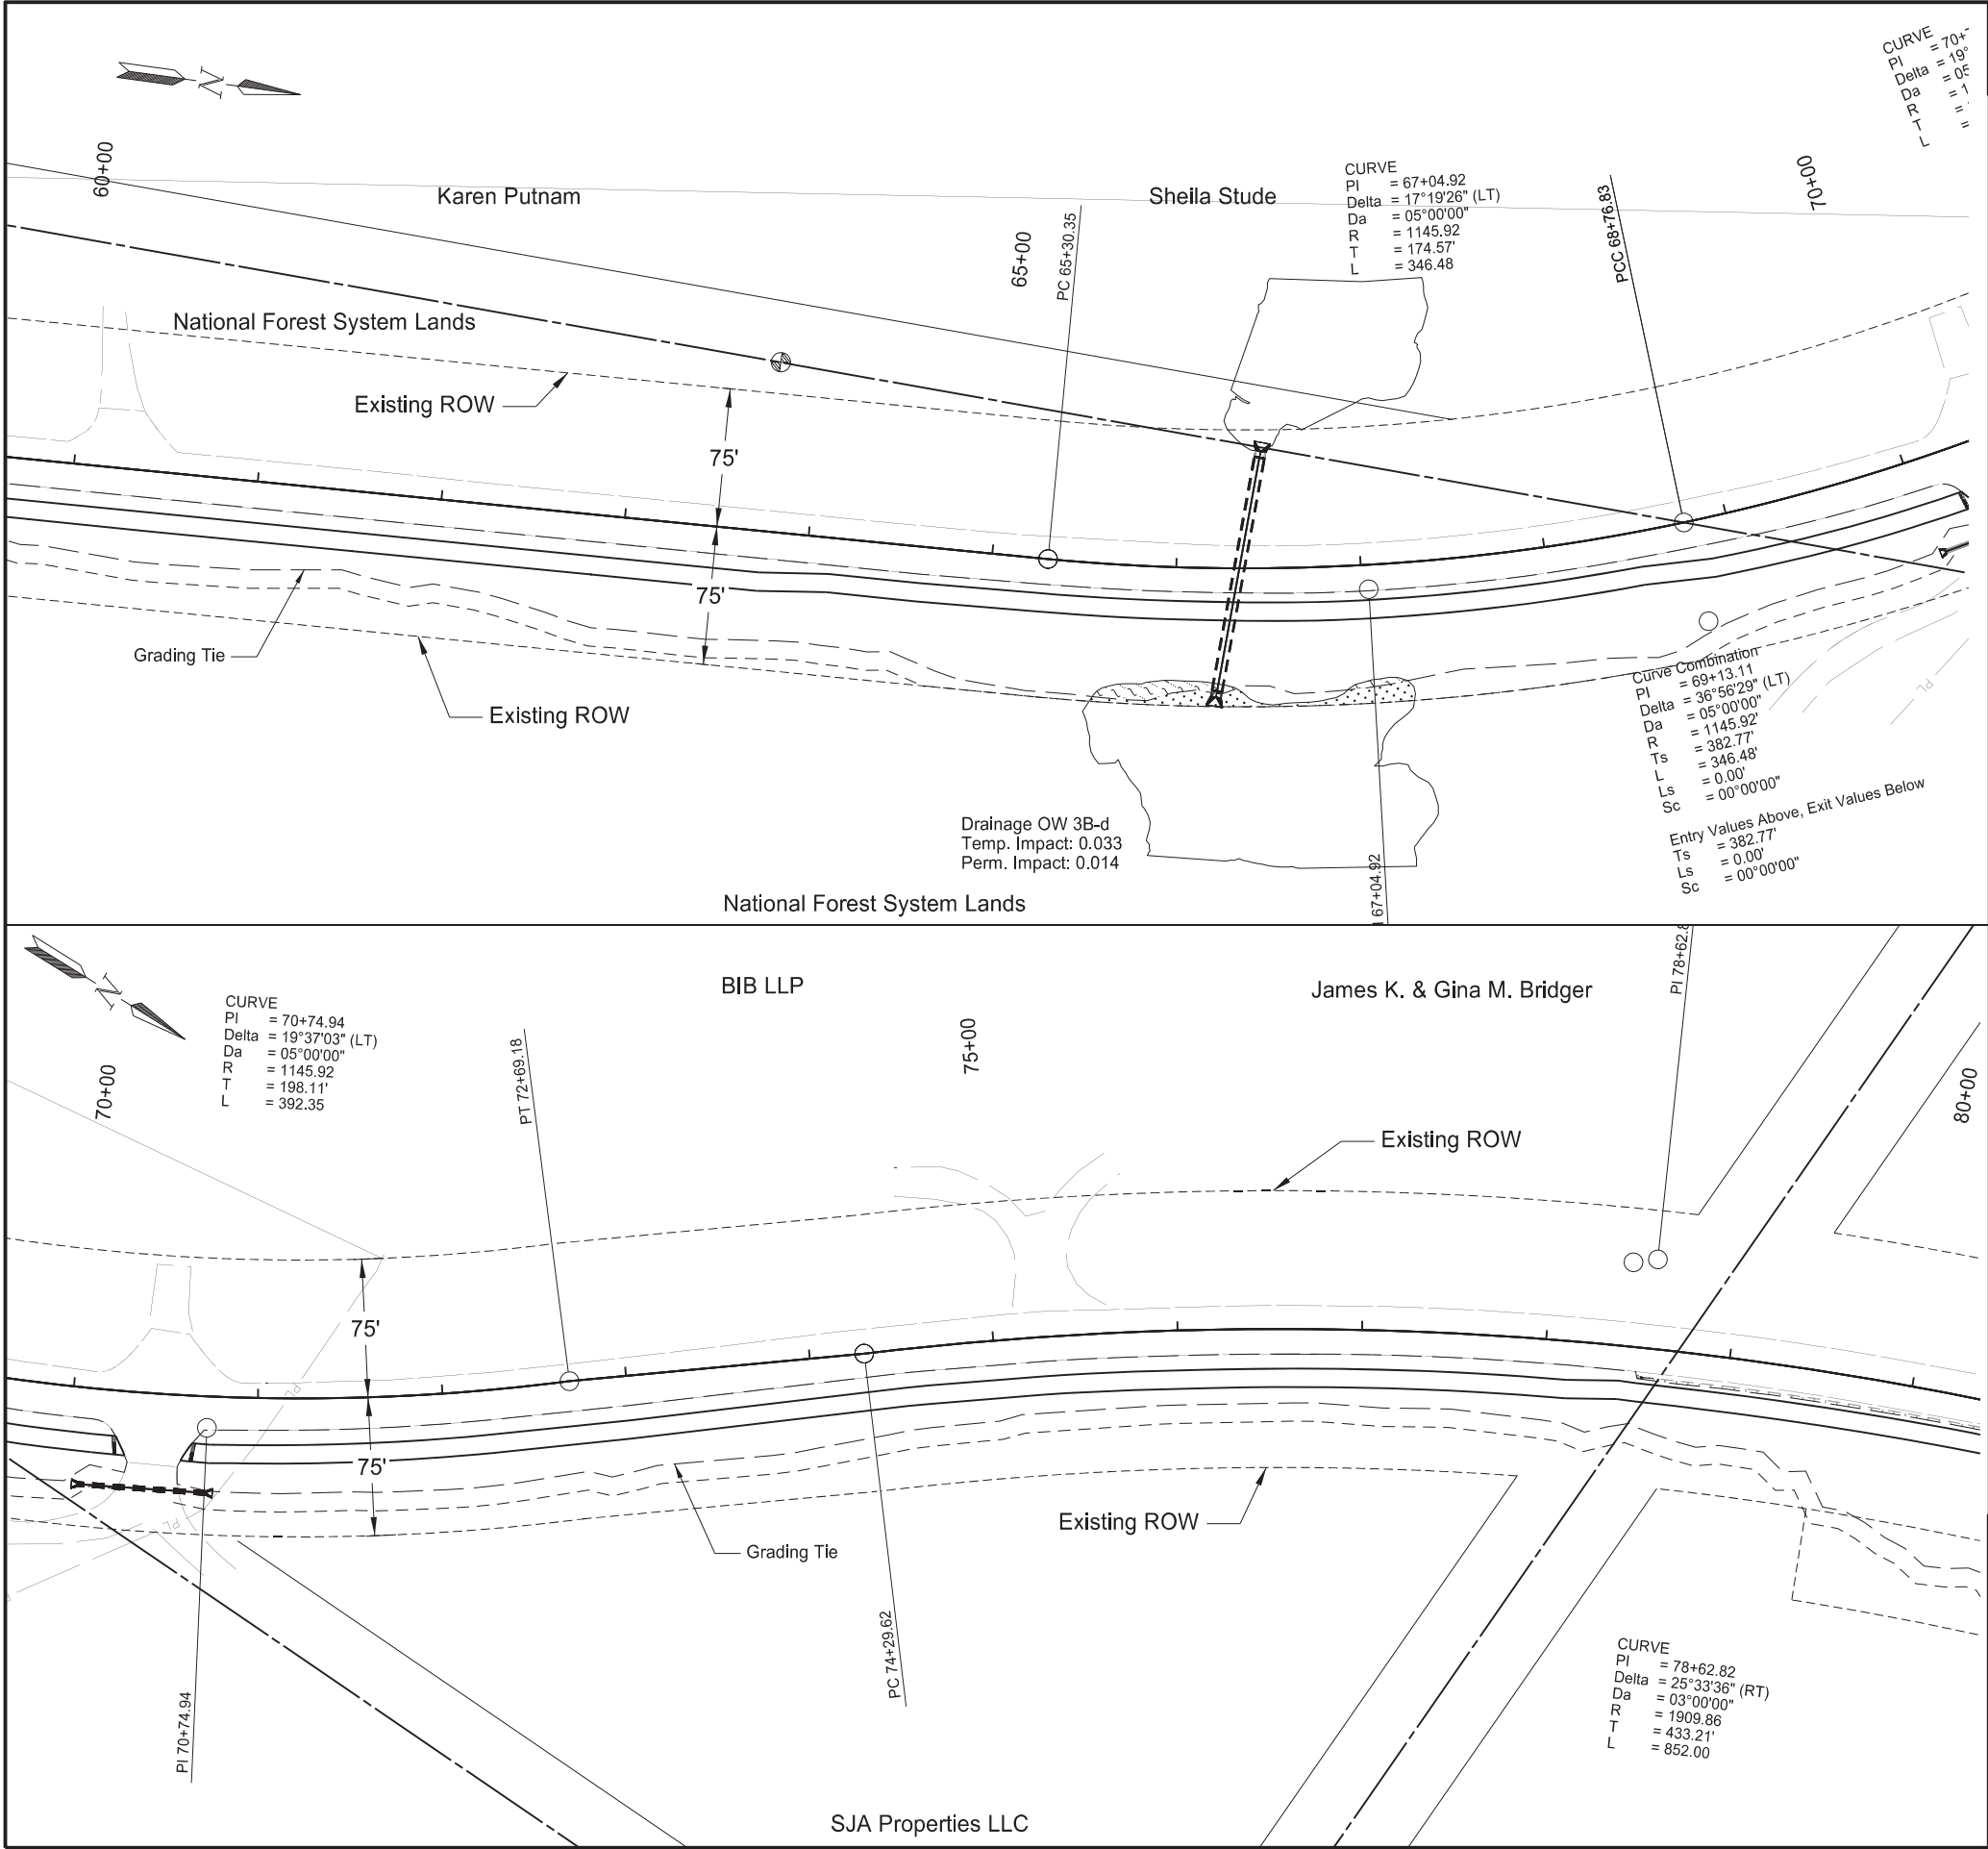 N
60+00
Karen Putnam
65+00
PC 65+30.35
Sheila Stude
CURVE
PI = 67+04.92
Delta = 17°19'26" (LT)
Da = 05°00'00"
R = 1145.92
T = 174.57'
L = 346.48
PCC 68+76.83
70+00
CURVE
PI = 70+
Delta = 19°
Da = 05
R = 1
T =
L =
National Forest System Lands
Existing ROW
75'
75'
Grading Tie
Existing ROW
Curve Combination
PI = 69+13.11
Delta = 36°56'29" (LT)
Da = 05°00'00"
R = 1145.92'
Ts = 382.77'
L = 346.48'
Ls = 0.00'
Sc = 00°00'00"
Entry Values Above, Exit Values Below
Ts = 382.77'
Ls = 0.00'
Sc = 00°00'00"
PL
Drainage OW 3B-d
Temp. Impact: 0.033
Perm. Impact: 0.014
67+04.92
National Forest System Lands
N
70+00
CURVE
PI = 70+74.94
Delta = 19°37'03" (LT)
Da = 05°00'00"
R = 1145.92
T = 198.11'
L = 392.35
PT 72+69.18
BIB LLP
75+00
James K. & Gina M. Bridger
PI 78+62.8
80+00
Existing ROW
75'
PL
75'
PL
Existing ROW
Grading Tie
PI 70+74.94
PC 74+29.62
CURVE
PI = 78+62.82
Delta = 25°33'36" (RT)
Da = 03°00'00"
R = 1909.86
T = 433.21'
L = 852.00
SJA Properties LLC